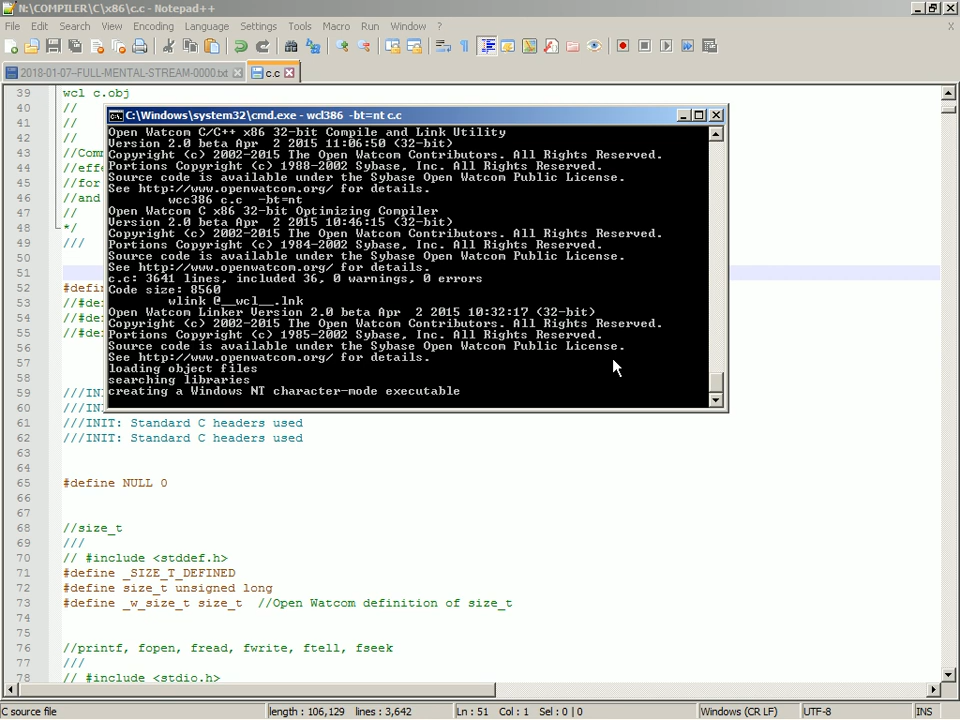 N:\COMPILER\C\x86\c.c - Notepad++
File Edit Search View Encoding Language Settings Tools Macro Run Window ?
X
2018-01-07--FULL-MENTAL-STREAM-0000.txt c.c
39 wcl c.obj
40 //
41 //
42 //
43 //Com
44 //effe
45 //for
46 //and
47 //
48 */
49 ///
50
51
52 #defin
53 //#de
54 //#de
55 //#de
56
57
58
59 ///INI
60 ///INI
61 ///INIT: Standard C headers used
62 ///INIT: Standard C headers used
63
64
65 #define NULL 0
66
67
68 //size_t
69 ///
70 // #include <stddef.h>
71 #define _SIZE_T_DEFINED
72 #define size_t unsigned long
73 #define _w_size_t size_t //Open Watcom definition of size_t
74
75
76 //printf, fopen, fread, fwrite, ftell, fseek
77 ///
78 // #include <stdio.h>
C:\Windows\system32\cmd.exe - wcl386 -bt=nt c.c
Open Watcom C/C++ x86 32-bit Compile and Link Utility
Version 2.0 beta Apr 2 2015 11:06:50 (32-bit)
Copyright (c) 2002-2015 The Open Watcom Contributors. All Rights Reserved.
Portions Copyright (c) 1988-2002 Sybase, Inc. All Rights Reserved.
Source code is available under the Sybase Open Watcom Public License.
See http://www.openwatcom.org/ for details.
wcc386 c.c -bt=nt
Open Watcom C x86 32-bit Optimizing Compiler
Version 2.0 beta Apr 2 2015 10:46:15 (32-bit)
Copyright (c) 2002-2015 The Open Watcom Contributors. All Rights Reserved.
Portions Copyright (c) 1984-2002 Sybase, Inc. All Rights Reserved.
Source code is available under the Sybase Open Watcom Public License.
See http://www.openwatcom.org/ for details.
c.c: 3641 lines, included 36, 0 warnings, 0 errors
Code size: 8560
wlink @__wcl__.lnk
Open Watcom Linker Version 2.0 beta Apr 2 2015 10:32:17 (32-bit)
Copyright (c) 2002-2015 The Open Watcom Contributors. All Rights Reserved.
Portions Copyright (c) 1985-2002 Sybase, Inc. All Rights Reserved.
Source code is available under the Sybase Open Watcom Public License.
See http://www.openwatcom.org/ for details.
loading object files
searching libraries
creating a Windows NT character-mode executable
C source file length : 106,129 lines : 3,642 Ln : 51 Col : 1 Sel : 0 | 0 Windows (CR LF) UTF-8 INS